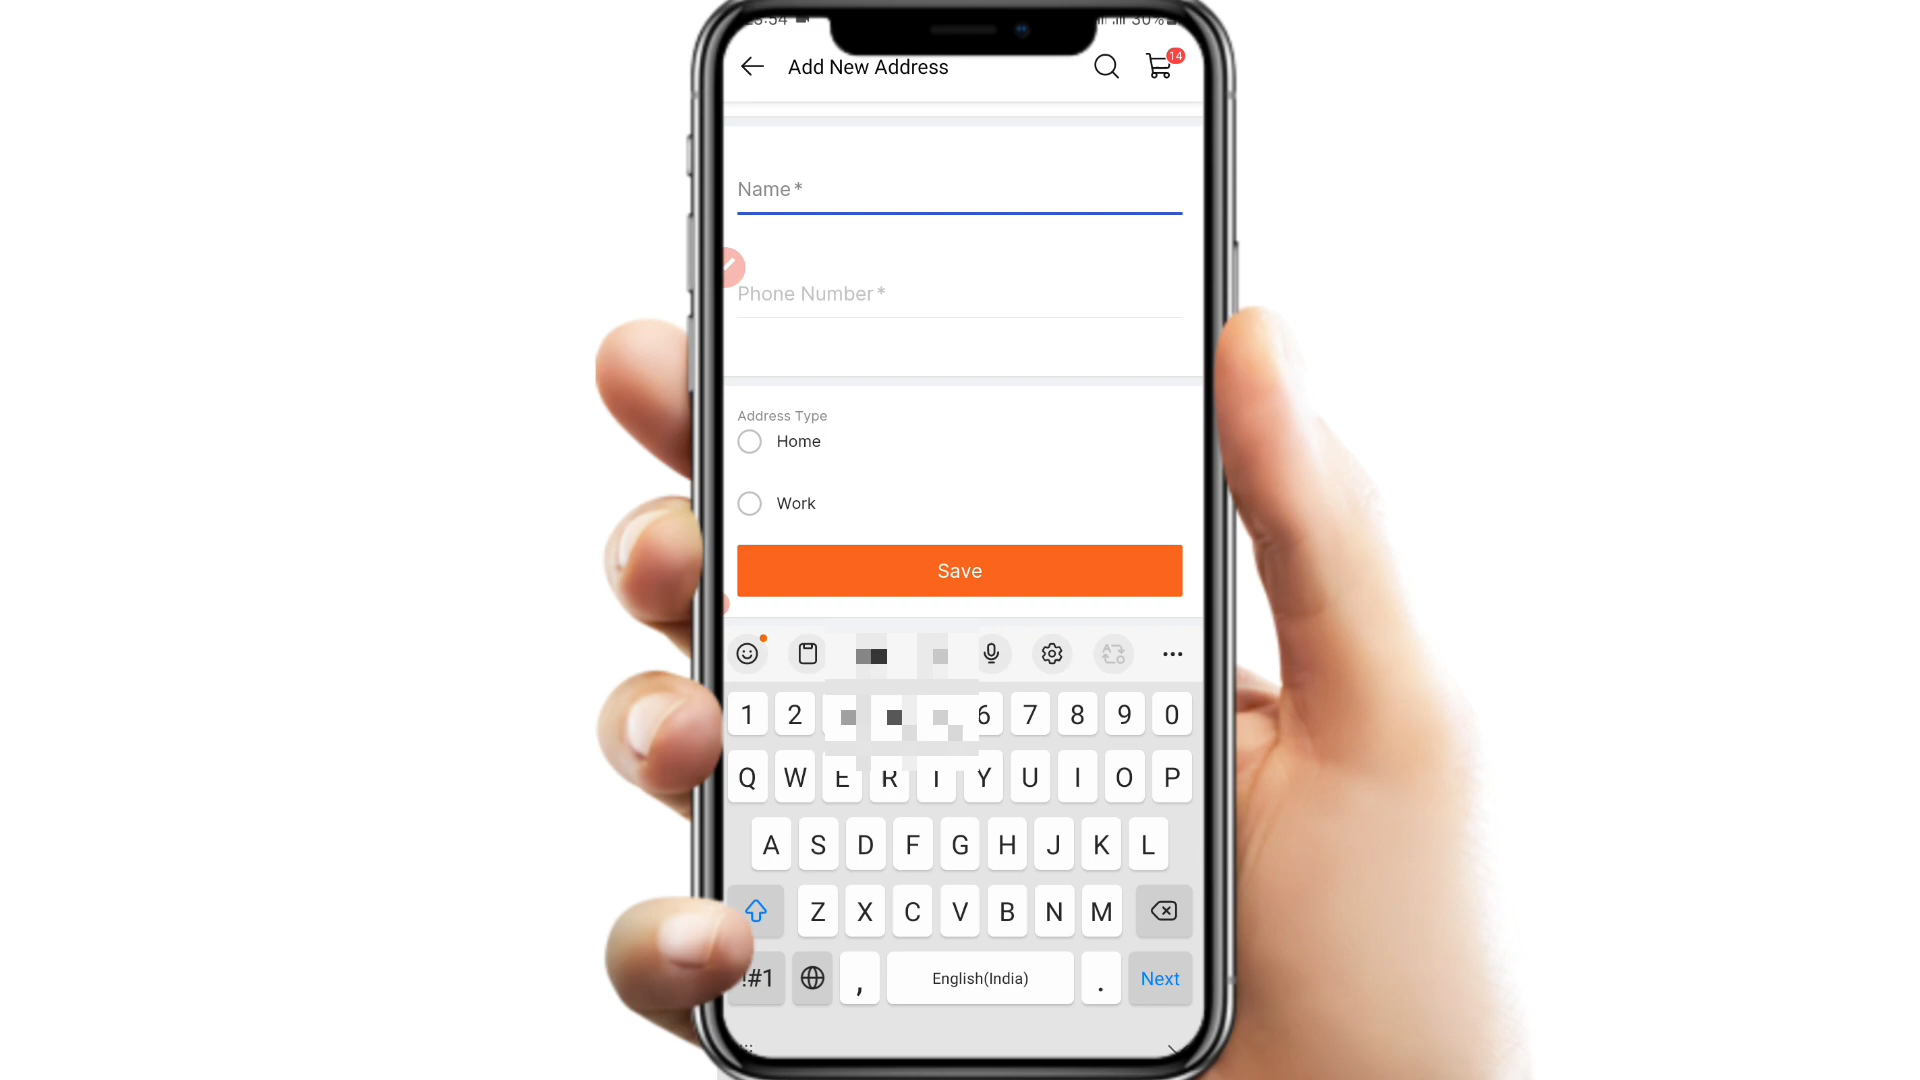 30%
Add New Address
14
Name*
Phone Number*
Address Type
Home
Work
Save
1 2 6 7 8 9 0
Q W E R T Y U I O P
A S D F G H J K L
Z X C V B N M
!#1 , English(India) . Next